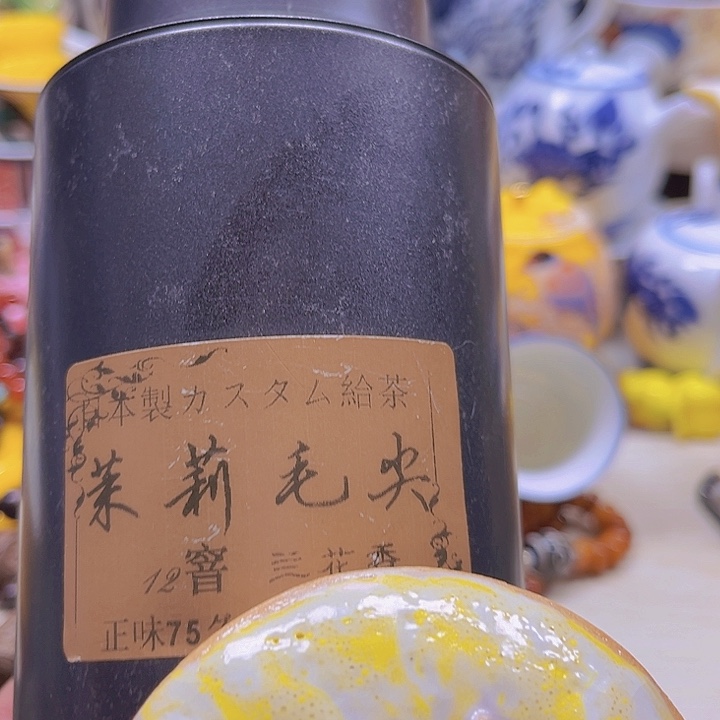 日本製カスタム給茶
茉莉毛尖
12窨 兰花香
正味75